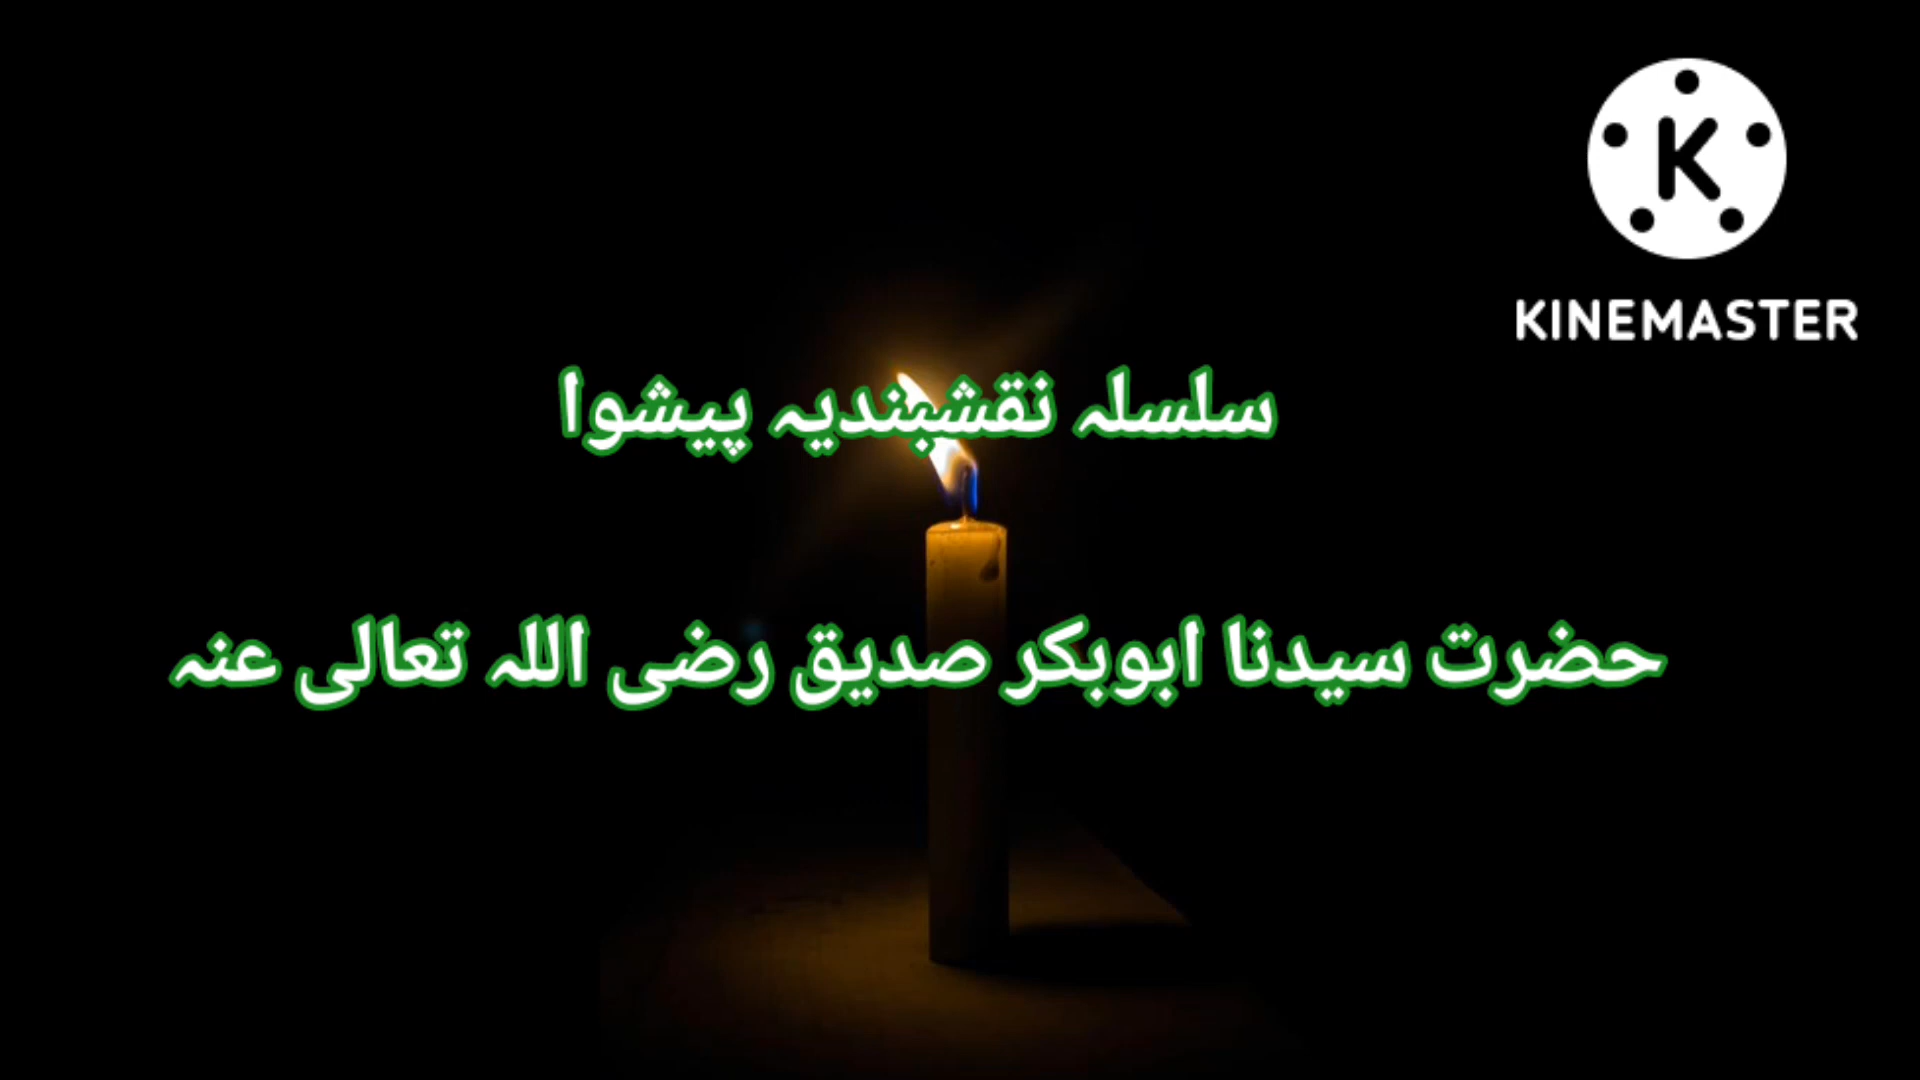 KINEMASTER
سلسلہ نقشبندیہ پیشوا
حضرت سیدنا ابوبکر صدیق رضی اللہ تعالی عنہ